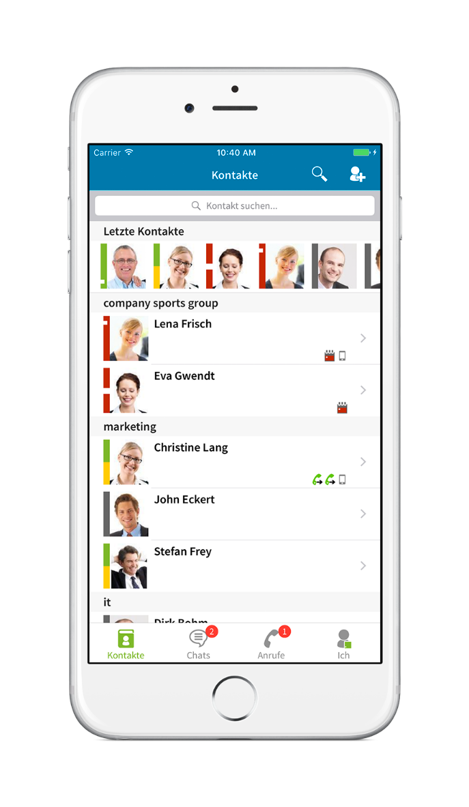 Carrier 10:40 AM
Kontakte
Kontakt suchen...
Letzte Kontakte
company sports group
Lena Frisch
Eva Gwendt
marketing
Christine Lang
John Eckert
Stefan Frey
it
Dirk Bohm
2 1
Kontakte Chats Anrufe Ich